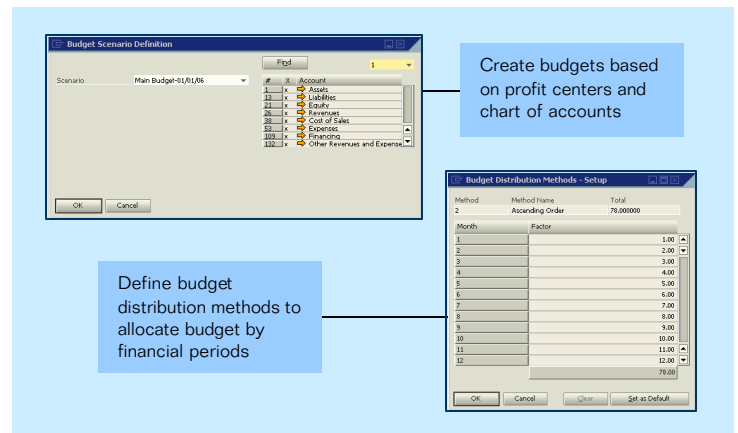 Budget Scenario Definition
Find
1
Scenario
Main Budget-01/01/06
# X Account
1 x Assets
13 x Liabilities
21 x Equity
26 x Revenues
38 x Cost of Sales
53 x Expenses
109 x Financing
132 x Other Revenues and Expense
OK Cancel
Create budgets based
on profit centers and
chart of accounts
Budget Distribution Methods - Setup
Method Method Name Total
2 Ascending Order 78.000000
Month Factor
1 1.00
2 2.00
3 3.00
4 4.00
5 5.00
6 6.00
7 7.00
8 8.00
9 9.00
10 10.00
11 11.00
12 12.00
78.00
OK Cancel Clear Set as Default
Define budget
distribution methods to
allocate budget by
financial periods